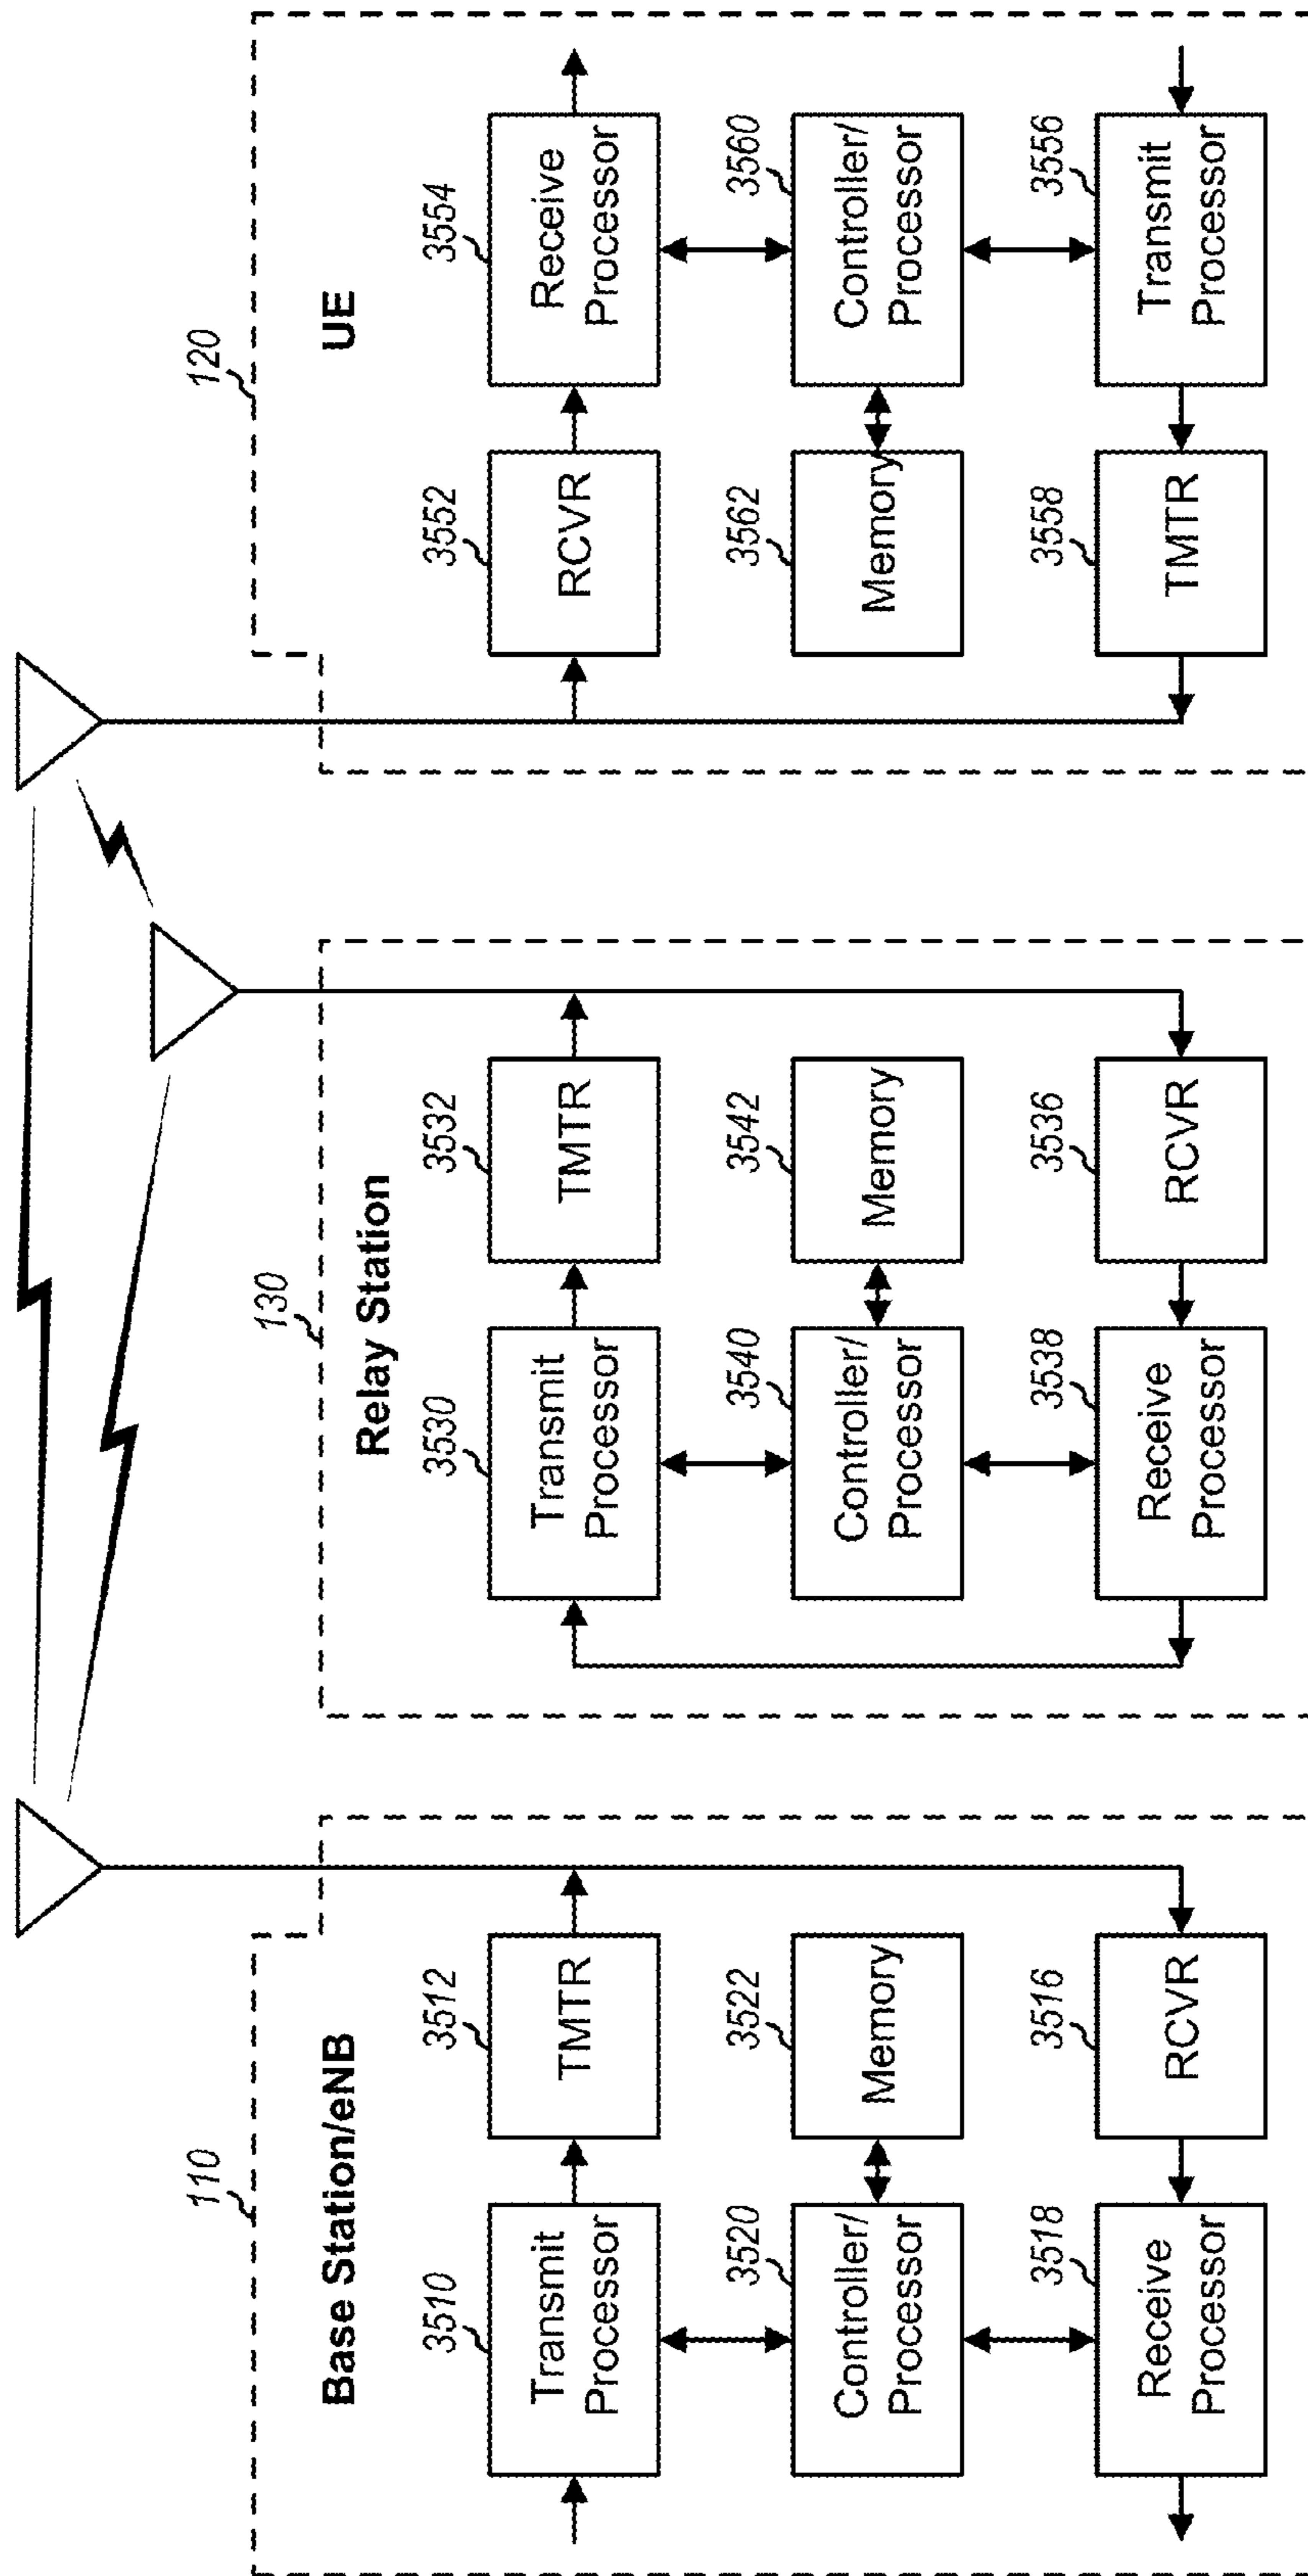 110
Base Station/eNB
3510
Transmit
Processor
3512
TMTR
3520
Controller/
Processor
3522
Memory
3518
Receive
Processor
3516
RCVR
130
Relay Station
3530
Transmit
Processor
3532
TMTR
3540
Controller/
Processor
3542
Memory
3538
Receive
Processor
3536
RCVR
120
UE
3552
RCVR
3554
Receive
Processor
3562
Memory
3560
Controller/
Processor
3558
TMTR
3556
Transmit
Processor